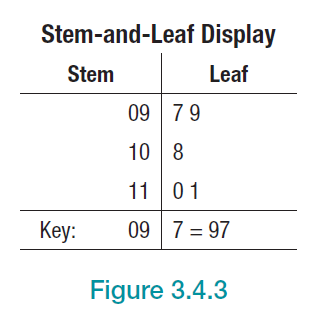 Stem-and-Leaf Display
Stem Leaf
09 7 9
10 8
11 0 1
Key: 09 7 = 97
Figure 3.4.3